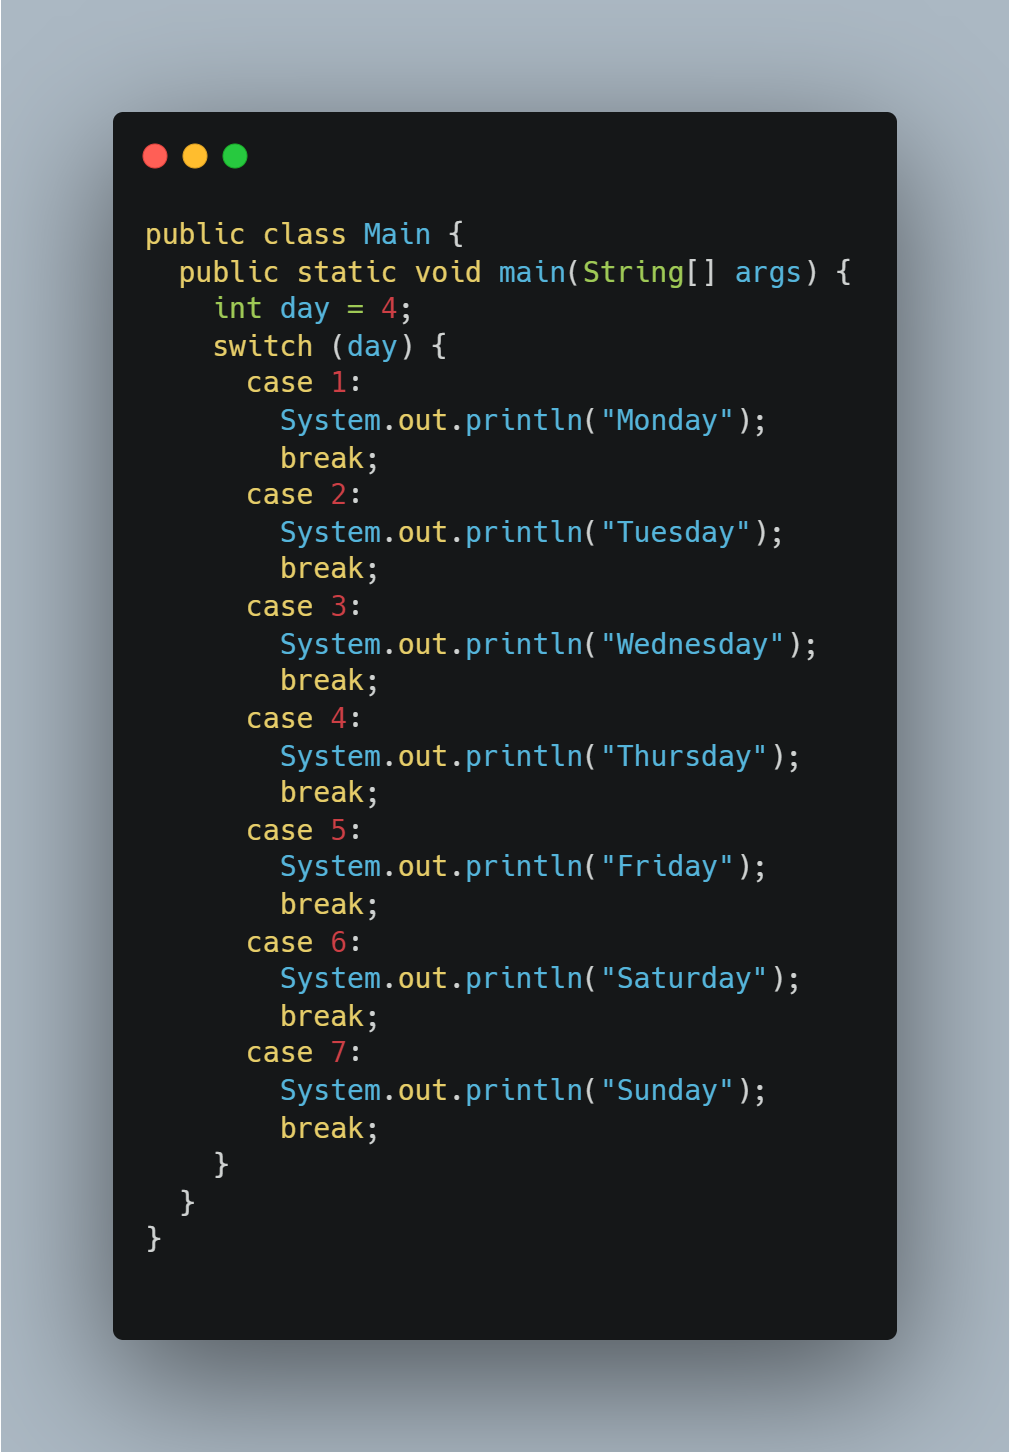 public class Main {
  public static void main(String[] args) {
    int day = 4;
    switch (day) {
      case 1:
        System.out.println("Monday");
        break;
      case 2:
        System.out.println("Tuesday");
        break;
      case 3:
        System.out.println("Wednesday");
        break;
      case 4:
        System.out.println("Thursday");
        break;
      case 5:
        System.out.println("Friday");
        break;
      case 6:
        System.out.println("Saturday");
        break;
      case 7:
        System.out.println("Sunday");
        break;
    }
  }
}